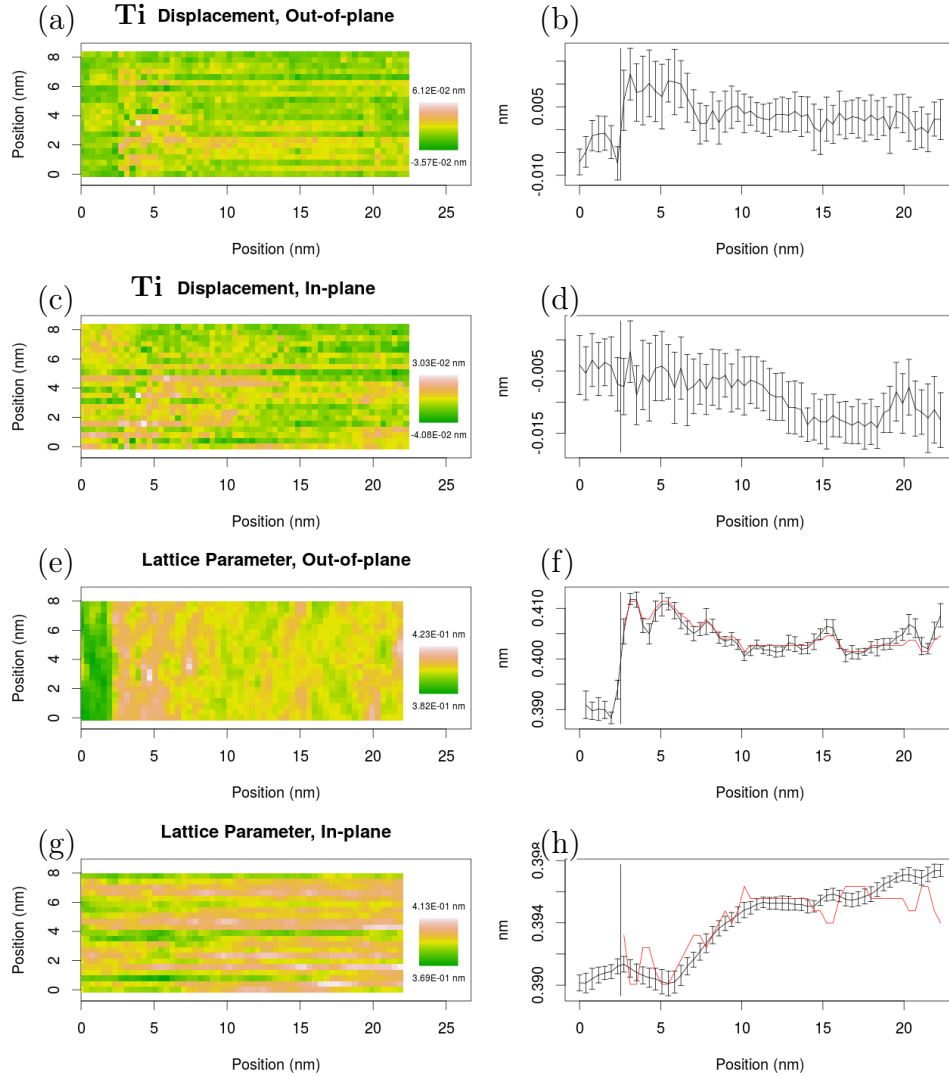 (a) Ti Displacement, Out-of-plane
Position (nm)
8
6
4
2
0
6.12E-02 nm
-3.57E-02 nm
0 5 10 15 20 25
Position (nm)
(b)
nm
0.005
-0.010
0 5 10 15 20
Position (nm)
(c) Ti Displacement, In-plane
Position (nm)
8
6
4
2
0
3.03E-02 nm
-4.08E-02 nm
0 5 10 15 20 25
Position (nm)
(d)
nm
-0.005
-0.015
0 5 10 15 20
Position (nm)
(e) Lattice Parameter, Out-of-plane
Position (nm)
8
6
4
2
0
4.23E-01 nm
3.82E-01 nm
0 5 10 15 20 25
Position (nm)
(f)
nm
0.410
0.400
0.390
0 5 10 15 20
Position (nm)
(g) Lattice Parameter, In-plane
Position (nm)
8
6
4
2
0
4.13E-01 nm
3.69E-01 nm
0 5 10 15 20 25
Position (nm)
(h)
nm
0.398
0.394
0.390
0 5 10 15 20
Position (nm)